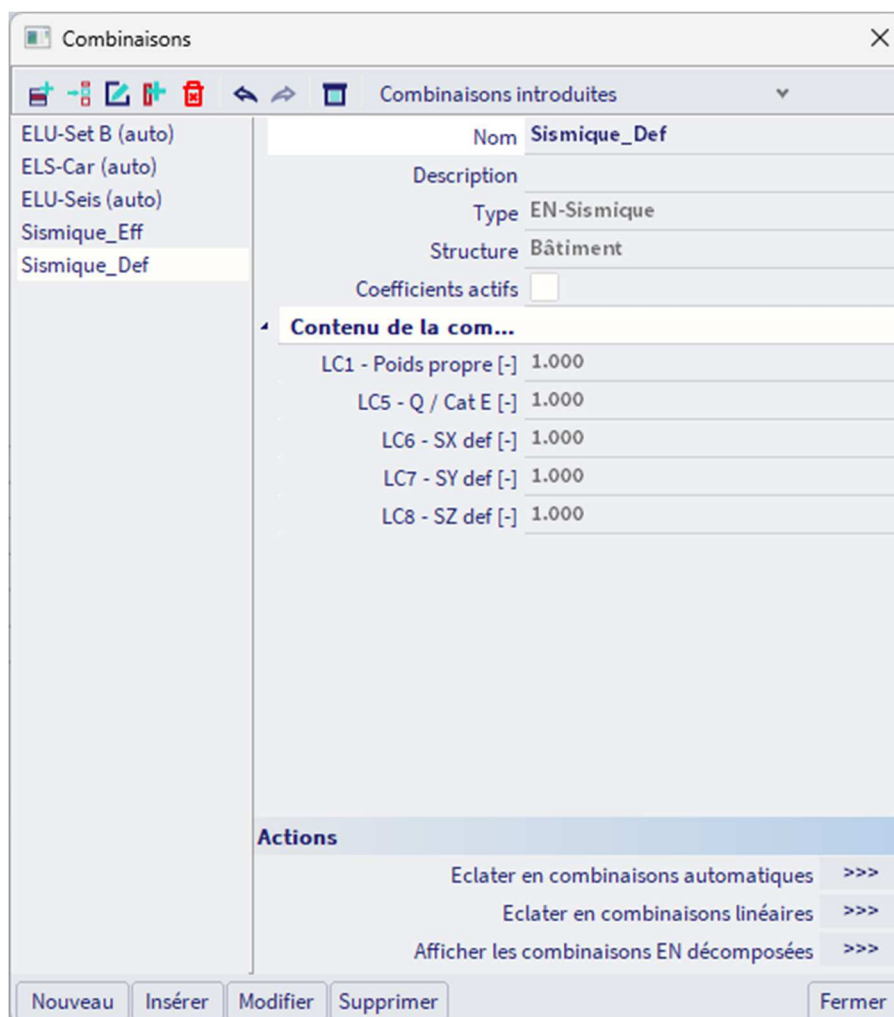 Combinaisons
Combinaisons introduites
ELU-Set B (auto)
ELS-Car (auto)
ELU-Seis (auto)
Sismique_Eff
Sismique_Def
Nom Sismique_Def
Description
Type EN-Sismique
Structure Bâtiment
Coefficients actifs
Contenu de la com...
LC1 - Poids propre [-] 1.000
LC5 - Q / Cat E [-] 1.000
LC6 - SX def [-] 1.000
LC7 - SY def [-] 1.000
LC8 - SZ def [-] 1.000
Actions
Eclater en combinaisons automatiques >>>
Eclater en combinaisons linéaires >>>
Afficher les combinaisons EN décomposées >>>
Nouveau Insérer Modifier Supprimer Fermer